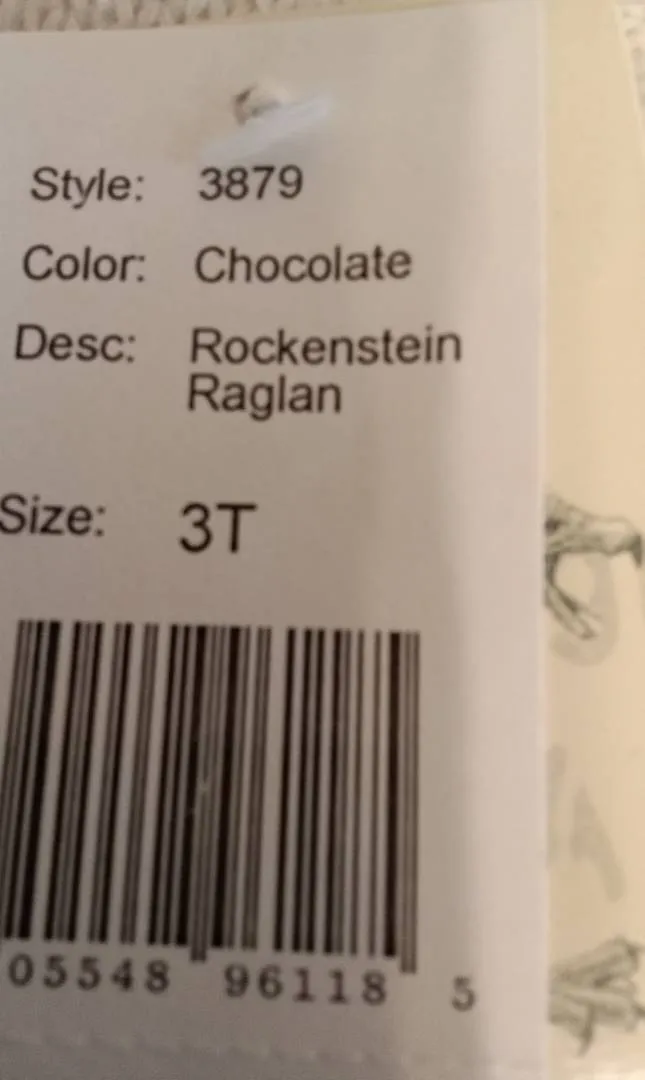 Style: 3879
Color: Chocolate
Desc: Rockenstein
Raglan
Size: 3T
05548 96118 5